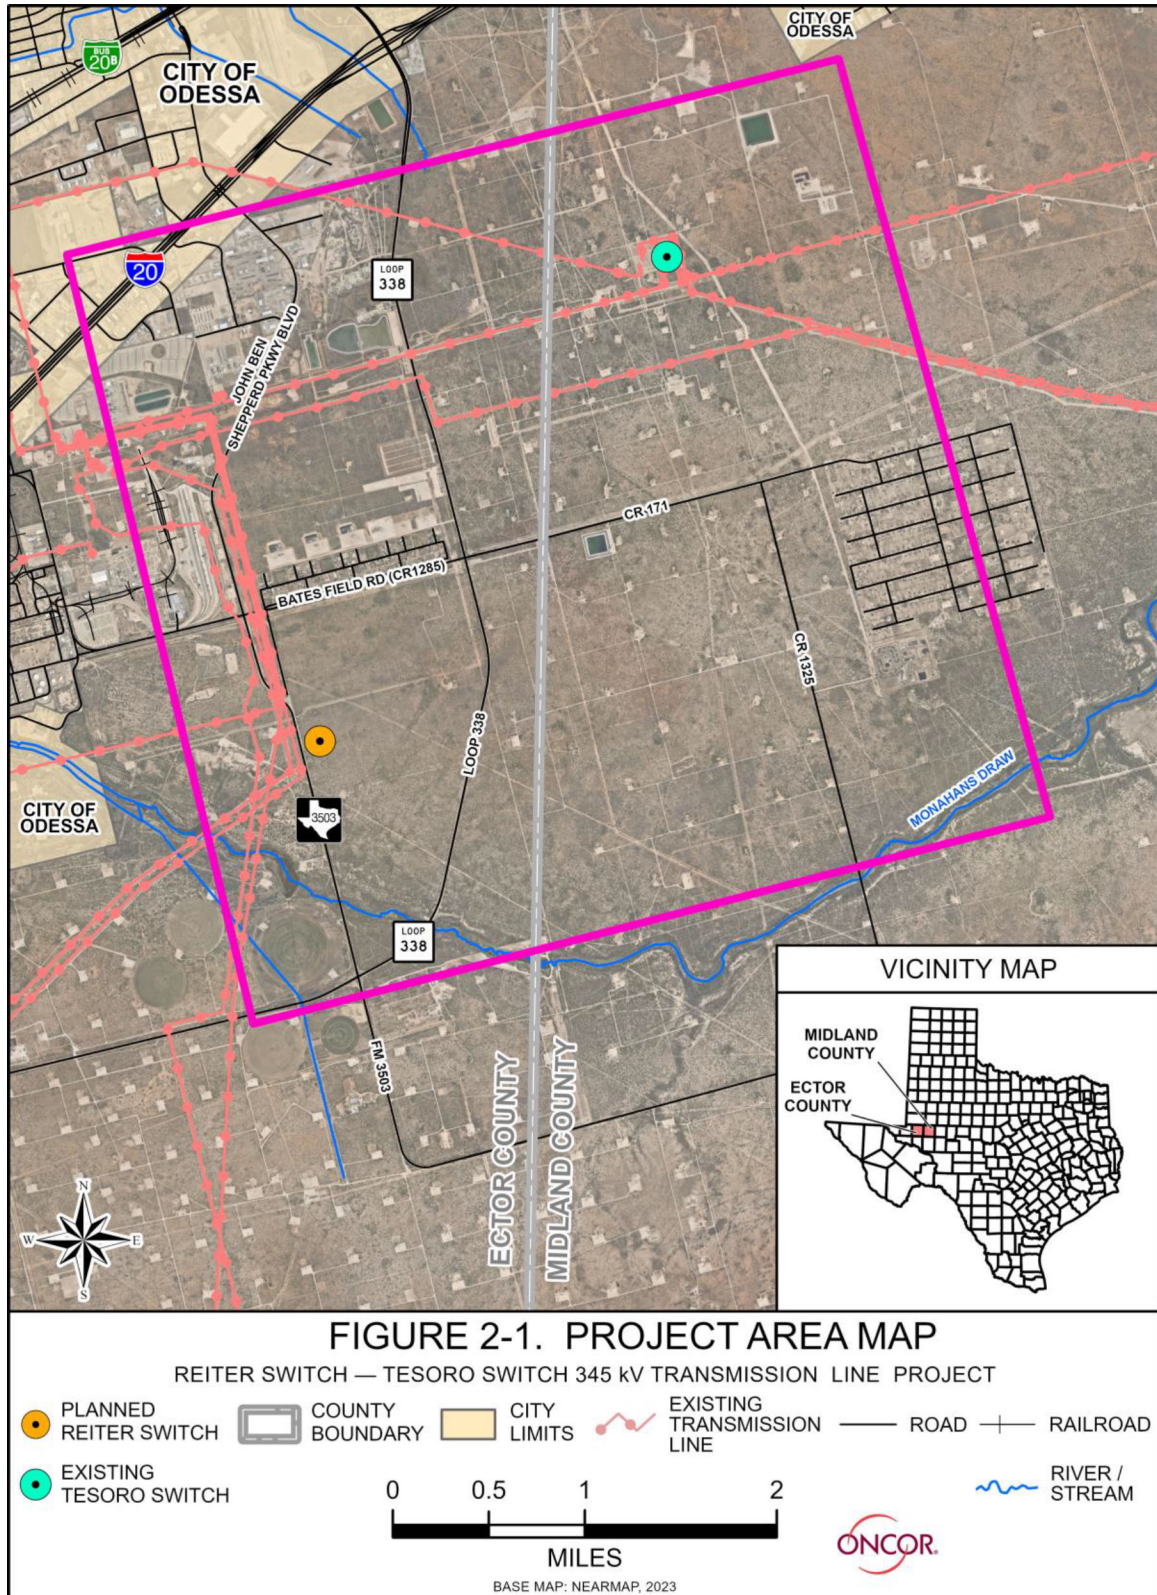 CITY OF
ODESSA
BUS
20B
CITY OF
ODESSA
20
LOOP
338
JOHN BEN
SHEPPERD PKWY BLVD
CR 171
BATES FIELD RD (CR1285)
CR 1325
LOOP 338
MONAHANS DRAW
CITY OF
ODESSA
3503
LOOP
338
FM 3503
ECTOR COUNTY
MIDLAND COUNTY
N
W
E
S
VICINITY MAP
MIDLAND
COUNTY
ECTOR
COUNTY
FIGURE 2-1. PROJECT AREA MAP
REITER SWITCH — TESORO SWITCH 345 kV TRANSMISSION LINE PROJECT
PLANNED
REITER SWITCH
COUNTY
BOUNDARY
CITY
LIMITS
EXISTING
TRANSMISSION
LINE
ROAD
RAILROAD
EXISTING
TESORO SWITCH
RIVER /
STREAM
0 0.5 1 2
MILES
ONCOR®
BASE MAP: NEARMAP, 2023